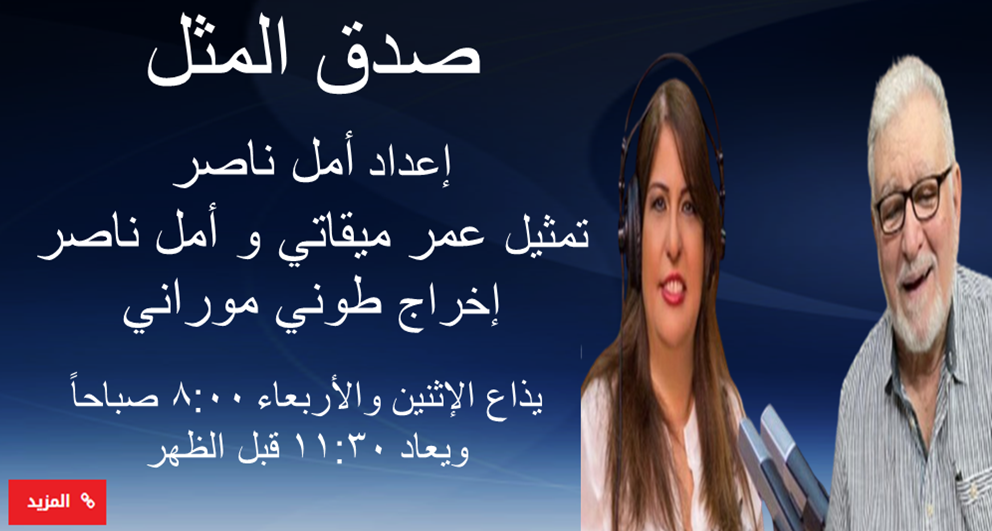 صدق المثل
إعداد أمل ناصر
تمثيل عمر ميقاتي و أمل ناصر
إخراج طوني موراني
يذاع الإثنين والأربعاء ٨:٠٠ صباحاً
ويعاد ١١:٣٠ قبل الظهر
المزيد